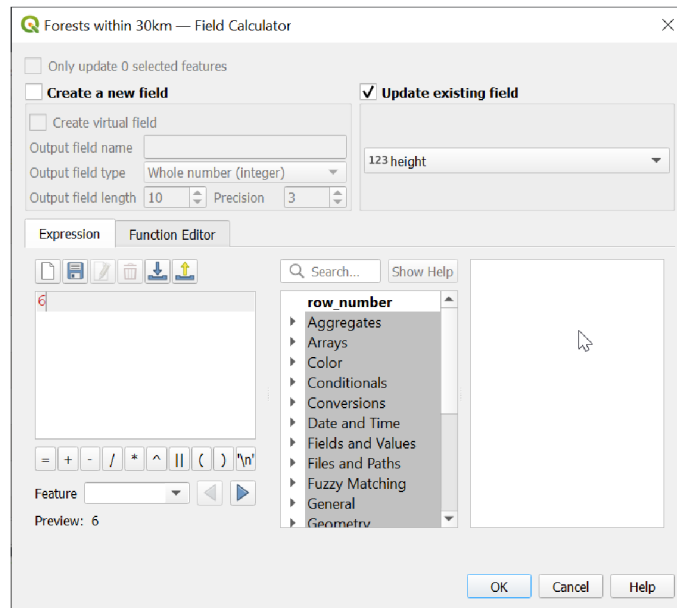 Forests within 30km — Field Calculator
Only update 0 selected features
Create a new field
Update existing field
Create virtual field
Output field name
Output field type Whole number (integer)
Output field length 10 Precision 3
123 height
Expression Function Editor
Search... Show Help
6
row_number
Aggregates
Arrays
Color
Conditionals
Conversions
Date and Time
Fields and Values
Files and Paths
Fuzzy Matching
General
Geometry
= + - / * ^ || ( ) '\n'
Feature
Preview: 6
OK Cancel Help